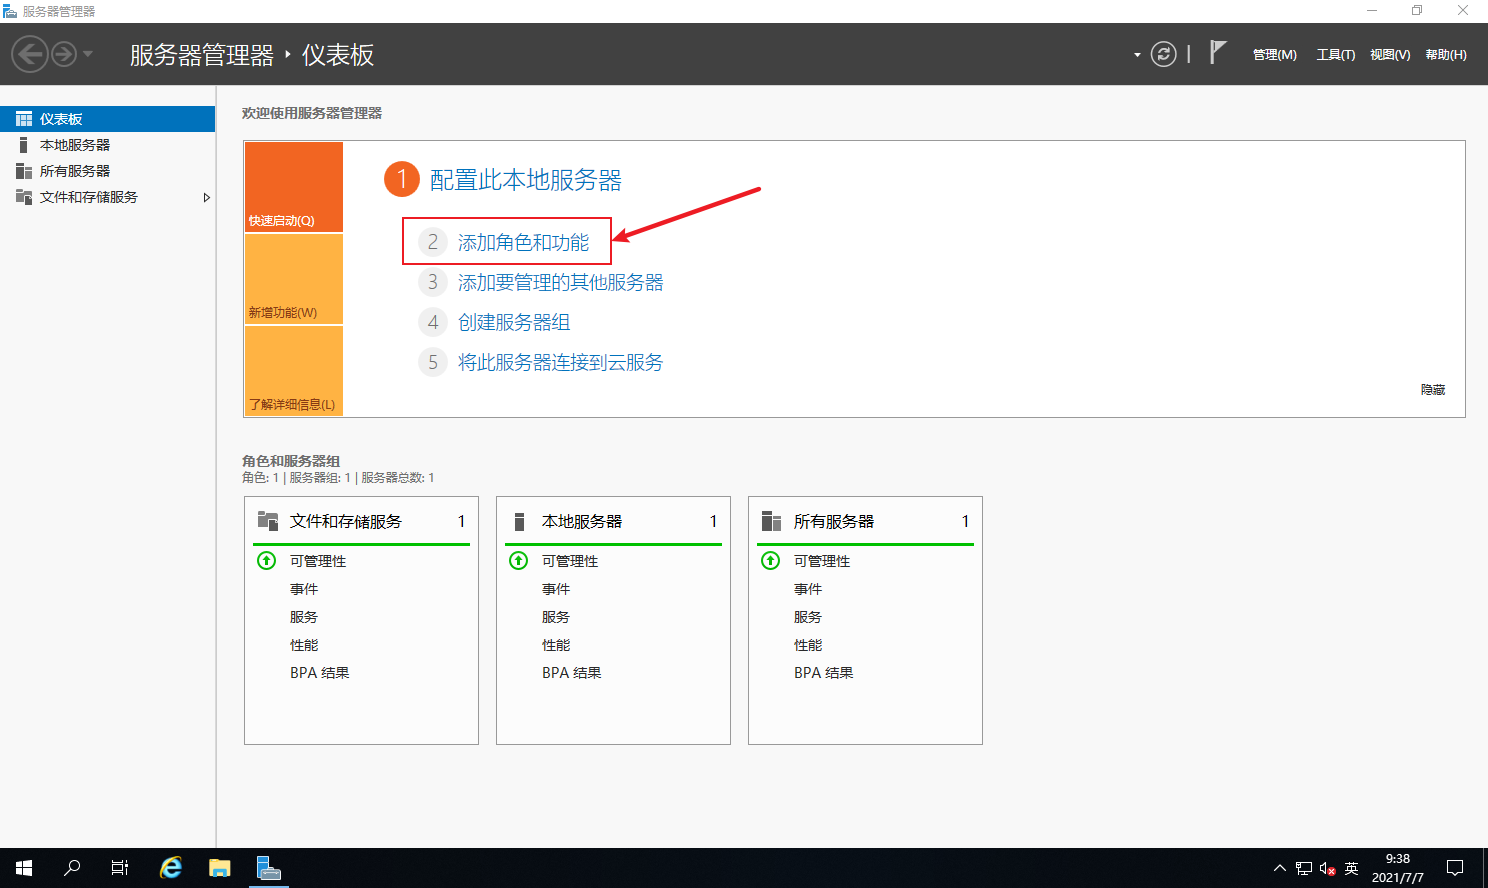 服务器管理器
服务器管理器 · 仪表板
管理(M) 工具(T) 视图(V) 帮助(H)
仪表板
本地服务器
所有服务器
文件和存储服务
欢迎使用服务器管理器
快速启动(Q)
新增功能(W)
了解详细信息(L)
1 配置此本地服务器
2 添加角色和功能
3 添加要管理的其他服务器
4 创建服务器组
5 将此服务器连接到云服务
隐藏
角色和服务器组
角色: 1 | 服务器组: 1 | 服务器总数: 1
文件和存储服务 1
可管理性
事件
服务
性能
BPA 结果
本地服务器 1
可管理性
事件
服务
性能
BPA 结果
所有服务器 1
可管理性
事件
服务
性能
BPA 结果
英
9:38
2021/7/7